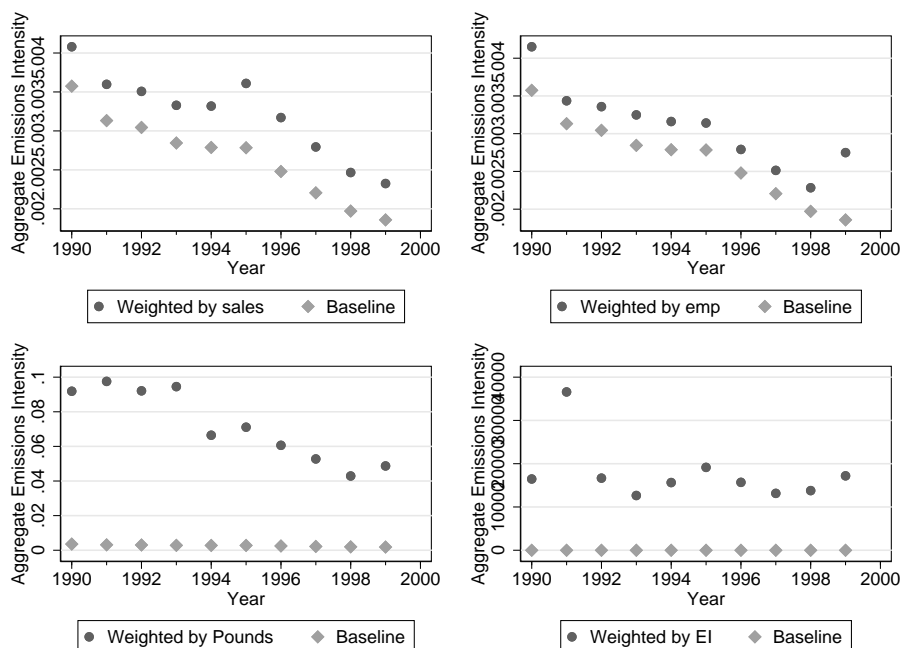 Aggregate Emissions Intensity
.004
.0035
.003
.0025
.002
1990 1992 1994 1996 1998 2000
Year
Weighted by sales Baseline
Aggregate Emissions Intensity
.004
.0035
.003
.0025
.002
1990 1992 1994 1996 1998 2000
Year
Weighted by emp Baseline
Aggregate Emissions Intensity
.1
.08
.06
.04
.02
0
1990 1992 1994 1996 1998 2000
Year
Weighted by Pounds Baseline
Aggregate Emissions Intensity
40000
30000
20000
10000
0
1990 1992 1994 1996 1998 2000
Year
Weighted by EI Baseline